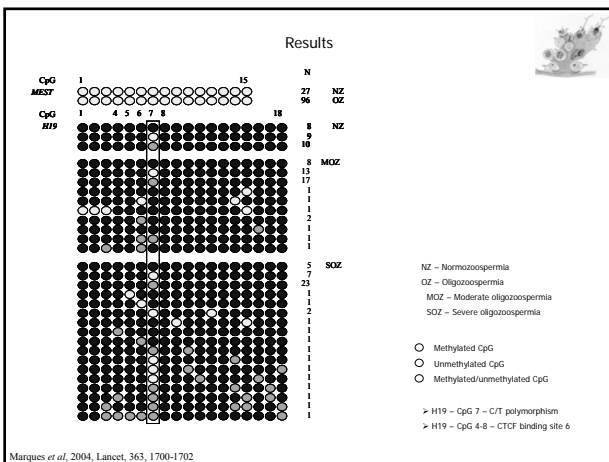 Results
N
CpG 1 15
MEST 27 NZ
96 OZ
CpG 1 4 5 6 7 8 18
H19 8 NZ
9
10
8 MOZ
13
17
1
1
1
2
1
1
1
5 SOZ
7
23
1
1
2
1
1
1
1
1
1
1
1
1
1
1
NZ – Normozoospermia
OZ – Oligozoospermia
MOZ – Moderate oligozoospermia
SOZ – Severe oligozoospermia
Methylated CpG
Unmethylated CpG
Methylated/unmethylated CpG
➢ H19 – CpG 7 – C/T polymorphism
➢ H19 – CpG 4-8 – CTCF binding site 6
Marques et al, 2004, Lancet, 363, 1700-1702